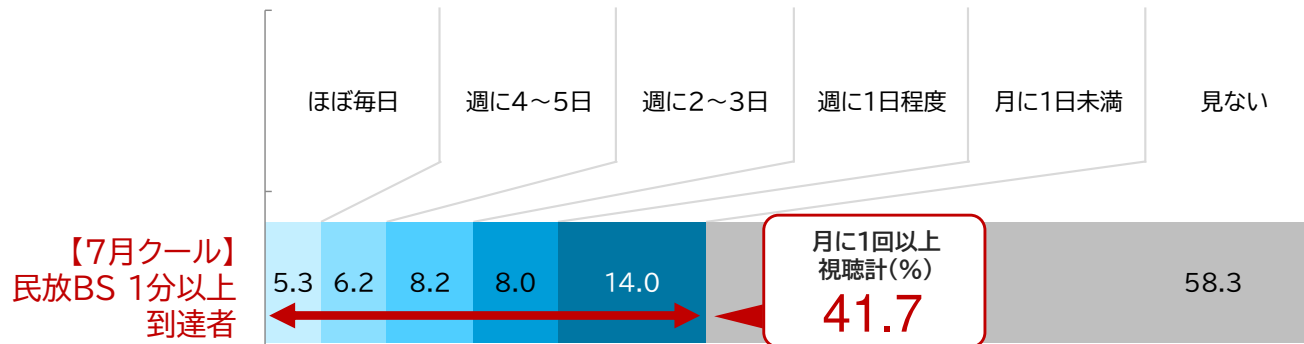 ほぼ毎日
週に4～5日
週に2～3日
週に1日程度
月に1日未満
見ない
【7月クール】
民放BS 1分以上
到達者
5.3
6.2
8.2
8.0
14.0
月に1回以上
視聴計(%)
41.7
58.3